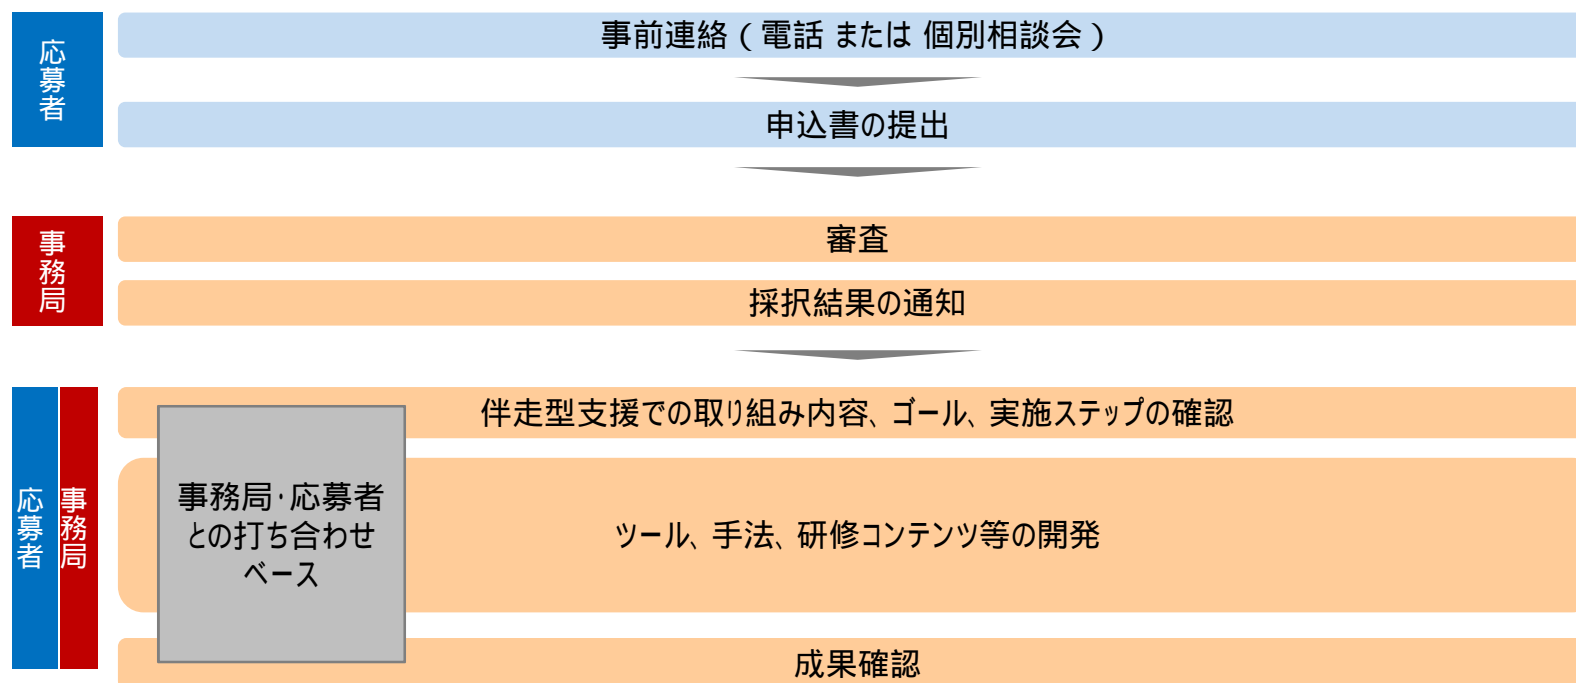 応募者
事前連絡（電話 または 個別相談会）
申込書の提出
事務局
審査
採択結果の通知
応募者
事務局
伴走型支援での取り組み内容、ゴール、実施ステップの確認
事務局・応募者
との打ち合わせ
ベース
ツール、手法、研修コンテンツ等の開発
成果確認